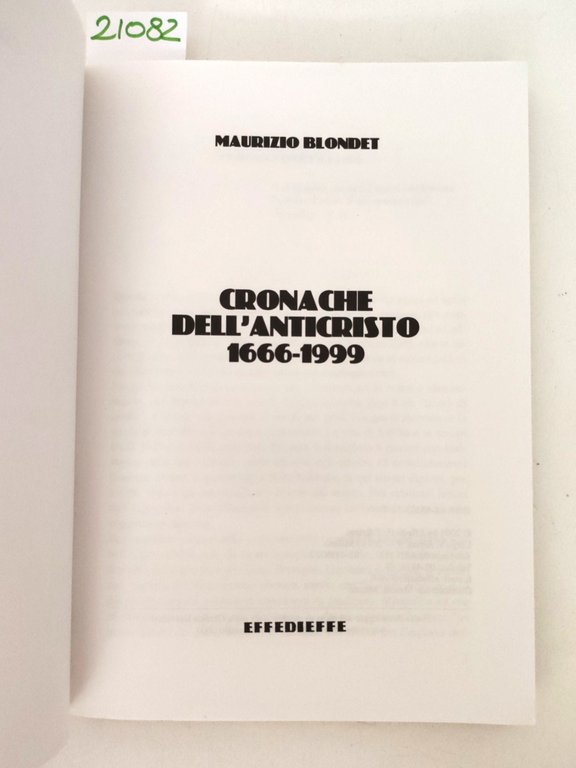 21082
MAURIZIO BLONDET
CRONACHE
DELL'ANTICRISTO
1666-1999
EFFEDIEFFE